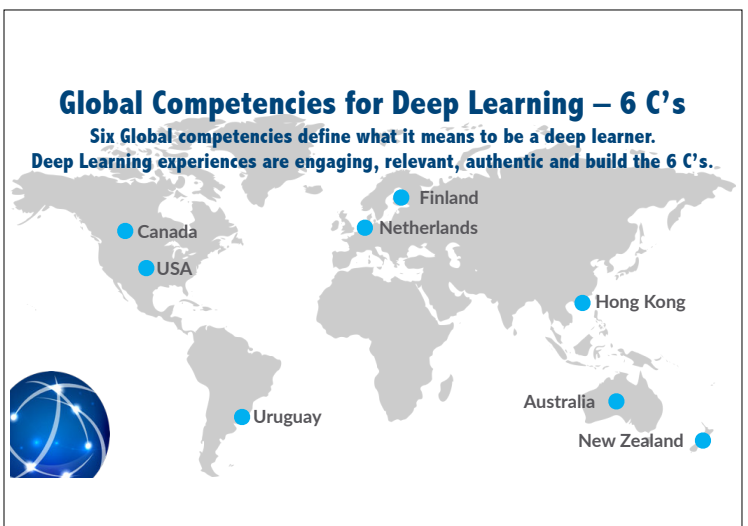 Global Competencies for Deep Learning – 6 C’s
Six Global competencies define what it means to be a deep learner.
Deep Learning experiences are engaging, relevant, authentic and build the 6 C’s.
Finland
Canada
Netherlands
USA
Hong Kong
Australia
Uruguay
New Zealand